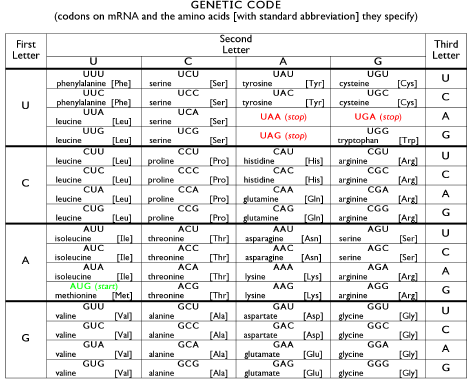 GENETIC CODE
(codons on mRNA and the amino acids [with standard abbreviation] they specify)
First Letter Second Letter Third Letter
U C A G
U
UUU UCU UAU UGU U
phenylalanine [Phe] serine [Ser] tyrosine [Tyr] cysteine [Cys]
UUC UCC UAC UGC C
phenylalanine [Phe] serine [Ser] tyrosine [Tyr] cysteine [Cys]
UUA UCA UAA (stop) UGA (stop) A
leucine [Leu] serine [Ser]
UUG UCG UAG (stop) UGG G
leucine [Leu] serine [Ser] tryptophan [Trp]
C
CUU CCU CAU CGU U
leucine [Leu] proline [Pro] histidine [His] arginine [Arg]
CUC CCC CAC CGC C
leucine [Leu] proline [Pro] histidine [His] arginine [Arg]
CUA CCA CAA CGA A
leucine [Leu] proline [Pro] glutamine [Gln] arginine [Arg]
CUG CCG CAG CGG G
leucine [Leu] proline [Pro] glutamine [Gln] arginine [Arg]
A
AUU ACU AAU AGU U
isoleucine [Ile] threonine [Thr] asparagine [Asn] serine [Ser]
AUC ACC AAC AGC C
isoleucine [Ile] threonine [Thr] asparagine [Asn] serine [Ser]
AUA ACA AAA AGA A
isoleucine [Ile] threonine [Thr] lysine [Lys] arginine [Arg]
AUG (start) ACG AAG AGG G
methionine [Met] threonine [Thr] lysine [Lys] arginine [Arg]
G
GUU GCU GAU GGU U
valine [Val] alanine [Ala] aspartate [Asp] glycine [Gly]
GUC GCC GAC GGC C
valine [Val] alanine [Ala] aspartate [Asp] glycine [Gly]
GUA GCA GAA GGA A
valine [Val] alanine [Ala] glutamate [Glu] glycine [Gly]
GUG GCG GAG GGG G
valine [Val] alanine [Ala] glutamate [Glu] glycine [Gly]